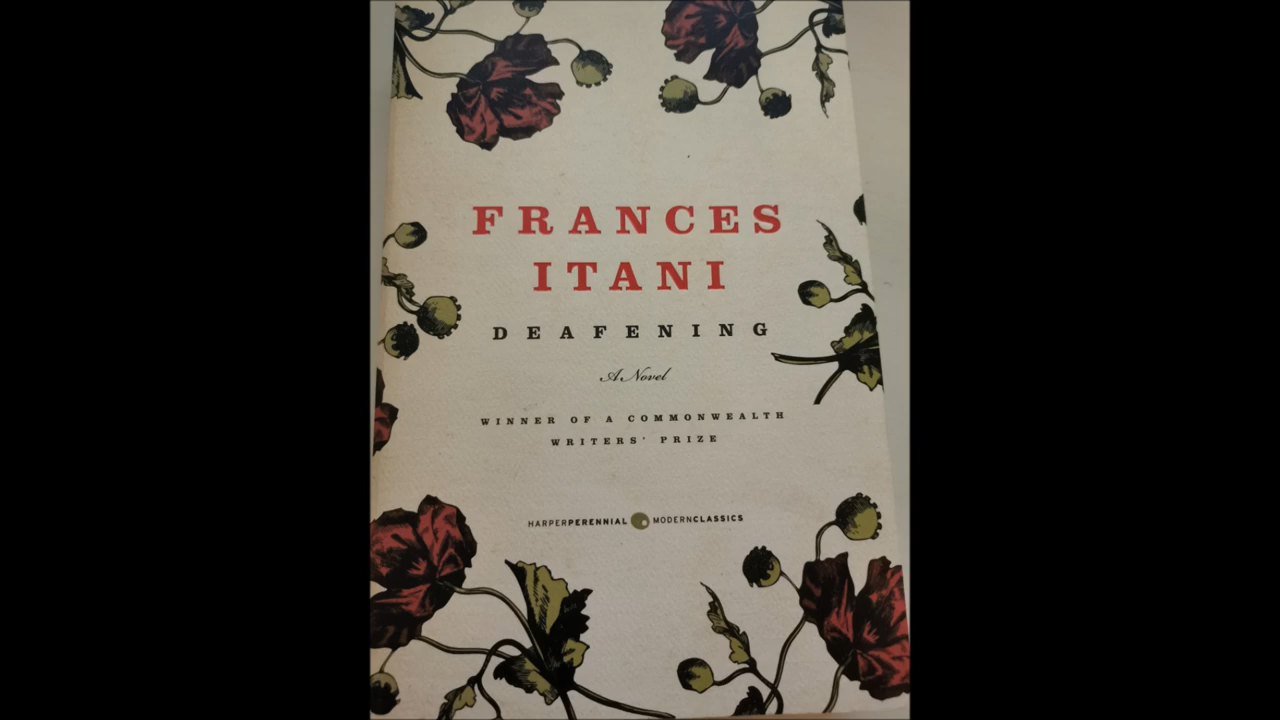 FRANCES
ITANI
DEAFENING
A Novel
WINNER OF A COMMONWEALTH
WRITERS' PRIZE
HARPERPERENNIAL MODERNCLASSICS